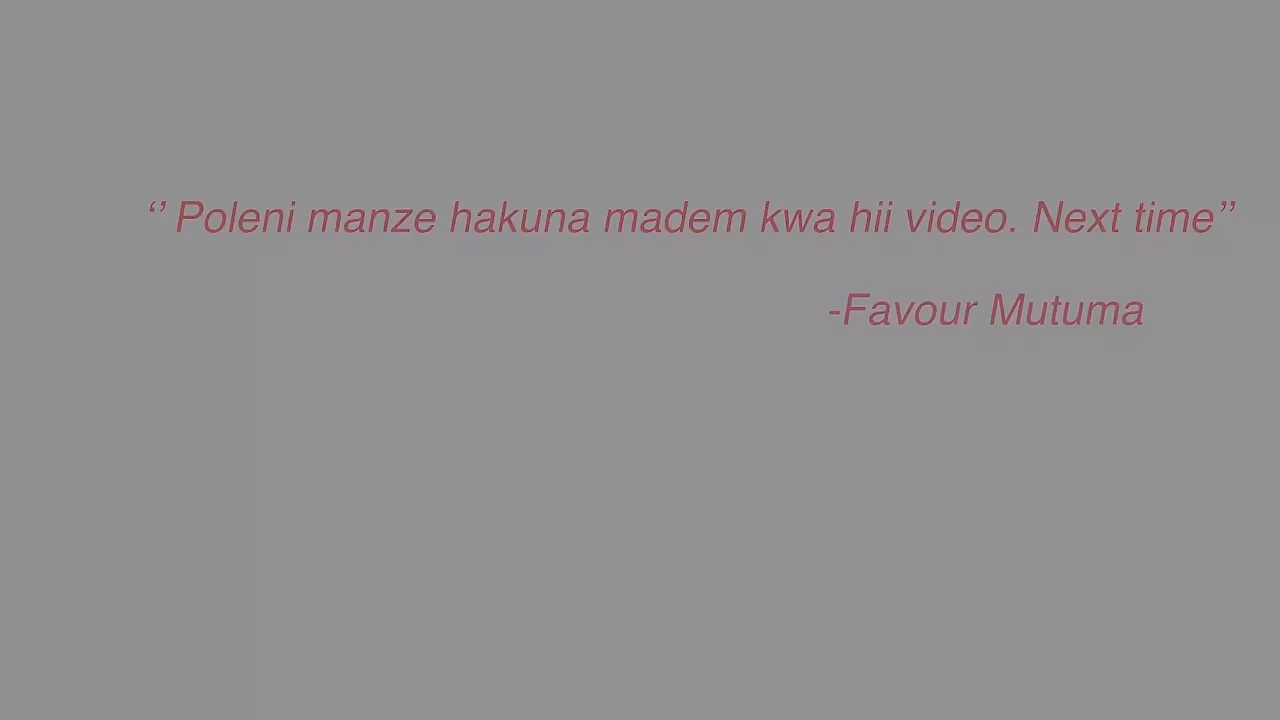 ‘’ Poleni manze hakuna madem kwa hii video. Next time’’
-Favour Mutuma